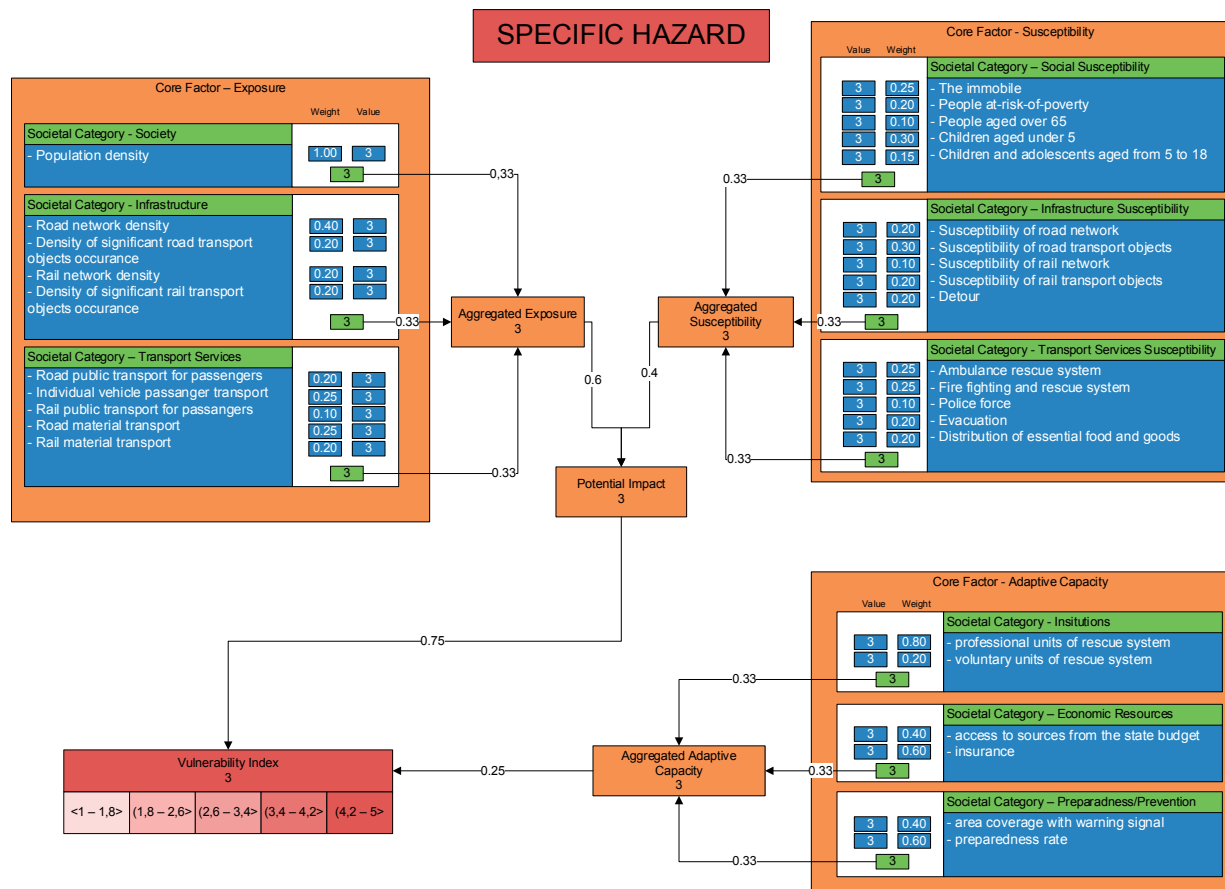 SPECIFIC HAZARD
Core Factor – Exposure
Weight Value
Societal Category - Society
- Population density 1.00 3
3
Societal Category - Infrastructure
- Road network density 0.40 3
- Density of significant road transport 0.20 3
objects occurance
- Rail network density 0.20 3
- Density of significant rail transport 0.20 3
objects occurance
3
Societal Category – Transport Services
- Road public transport for passengers 0.20 3
- Individual vehicle passanger transport 0.25 3
- Rail public transport for passangers 0.10 3
- Road material transport 0.25 3
- Rail material transport 0.20 3
3
0,33
0.33
0.33
Aggregated Exposure
3
0.6
Core Factor - Susceptibility
Value Weight
Societal Category – Social Susceptibility
3 0.25 - The immobile
3 0.20 - People at-risk-of-poverty
3 0.10 - People aged over 65
3 0.30 - Children aged under 5
3 0.15 - Children and adolescents aged from 5 to 18
3
Societal Category – Infrastructure Susceptibility
3 0.20 - Susceptibility of road network
3 0.30 - Susceptibility of road transport objects
3 0.10 - Susceptibility of rail network
3 0.20 - Susceptibility of rail transport objects
3 0.20 - Detour
3
Societal Category - Transport Services Susceptibility
3 0.25 - Ambulance rescue system
3 0.25 - Fire fighting and rescue system
3 0.10 - Police force
3 0.20 - Evacuation
3 0.20 - Distribution of essential food and goods
3
0.33
0.33
0.33
Aggregated
Susceptibility
3
0.4
Potential Impact
3
0.75
Core Factor - Adaptive Capacity
Value Weight
Societal Category - Insitutions
3 0.80 - professional units of rescue system
3 0.20 - voluntary units of rescue system
3
Societal Category – Economic Resources
3 0.40 - access to sources from the state budget
3 0.60 - insurance
3
Societal Category – Preparadness/Prevention
3 0.40 - area coverage with warning signal
3 0.60 - preparedness rate
3
0.33
0.33
0.33
Aggregated Adaptive
Capacity
3
0.25
Vulnerability Index
3
<1 – 1,8> (1,8 – 2,6> (2,6 – 3,4> (3,4 – 4,2> (4,2 – 5>